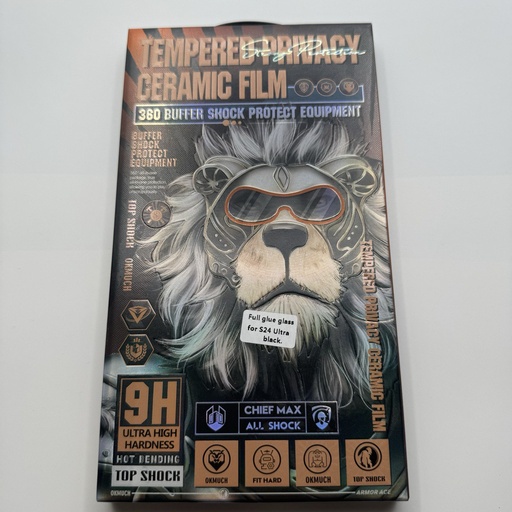 TEMPERED PRIVACY
CERAMIC FILM
360 BUFFER SHOCK PROTECT EQUIPMENT
BUFFER
SHOCK
PROTECT
EQUIPMENT
TOP SHOCK
OKMUCH
TEMPERED PRIVACY CERAMIC FILM
Full glue glass
for S24 Ultra
black.
9H
ULTRA HIGH
HARDNESS
HOT BENDING
TOP SHOCK
CHIEF MAX
ALL SHOCK
OKMUCH
FIT HARD
OKMUCH
TOP SHOCK
OKMUCH
ARMOR ACE